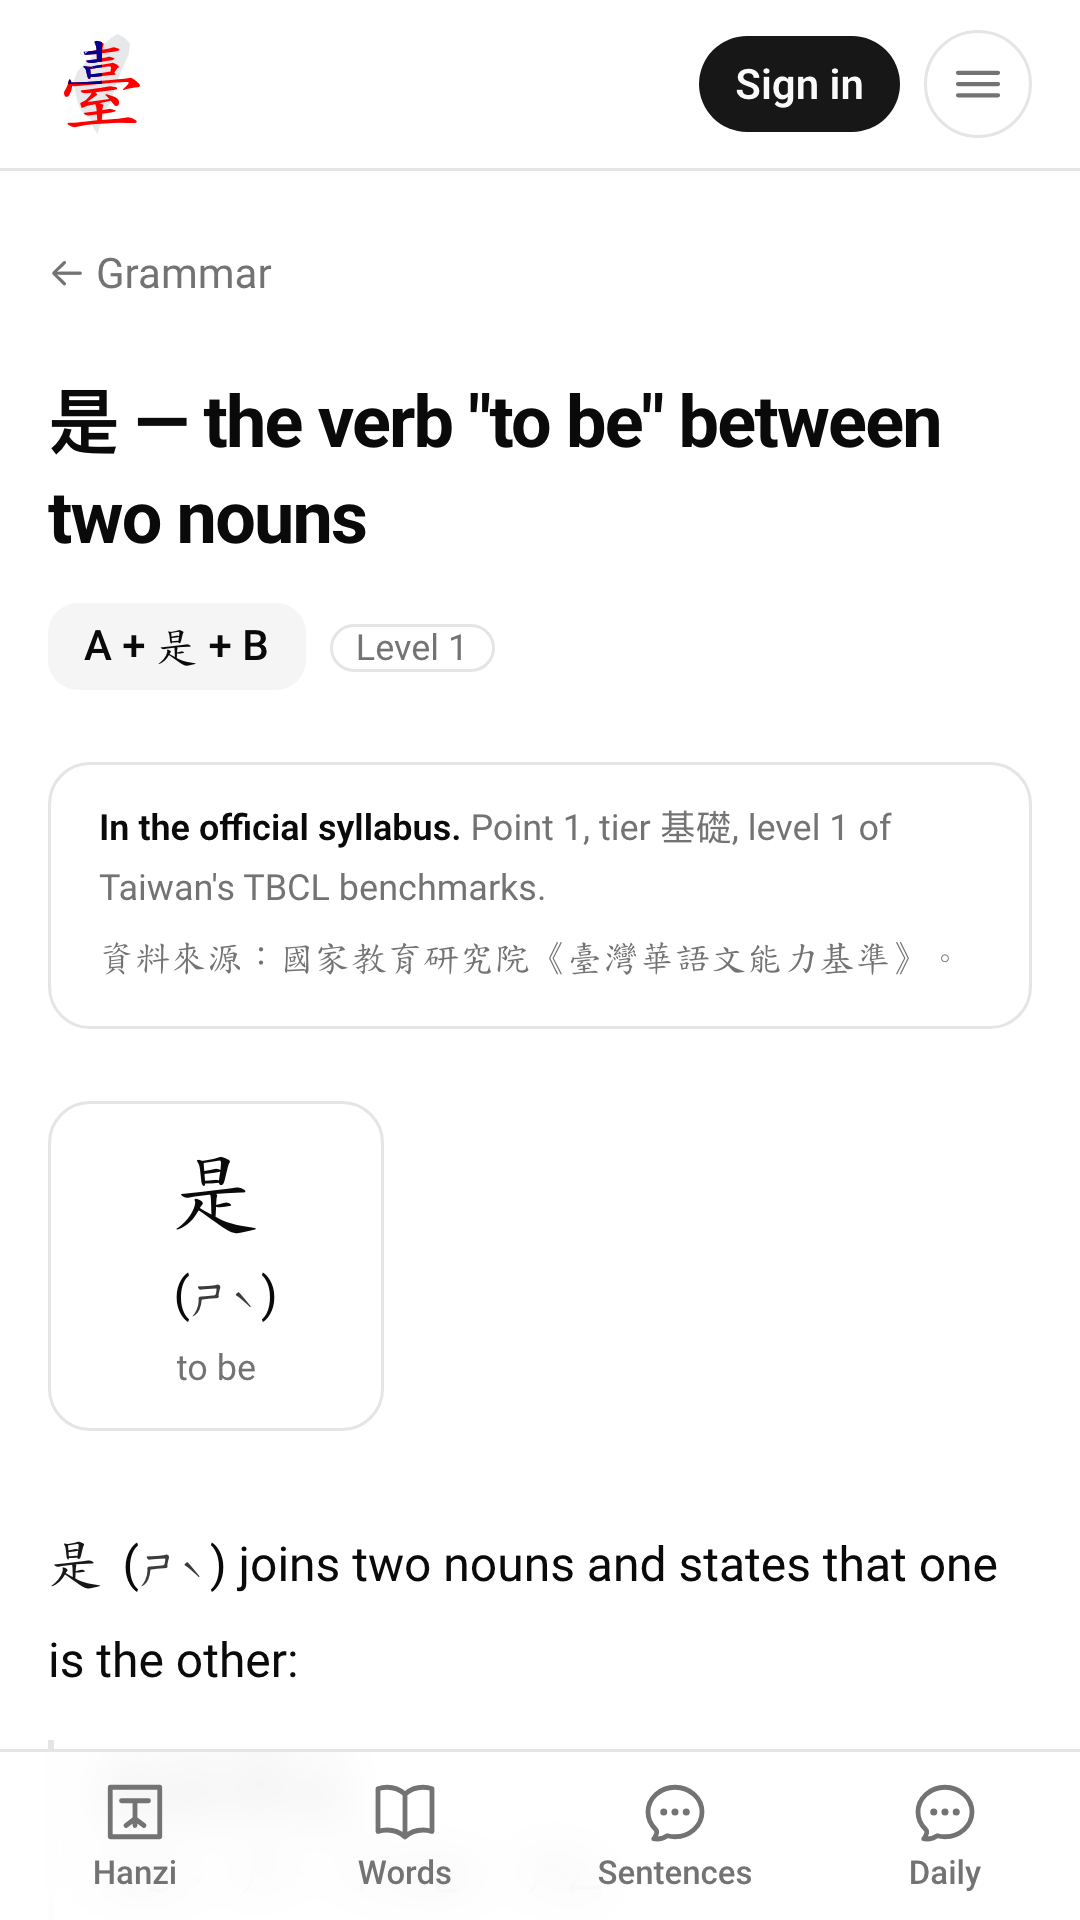 臺
Sign in
← Grammar
是 — the verb "to be" between
two nouns
A + 是 + B
Level 1
In the official syllabus. Point 1, tier 基礎, level 1 of
Taiwan's TBCL benchmarks.
資料來源：國家教育研究院《臺灣華語文能力基準》。
是
(ㄕˋ)
to be
是 (ㄕˋ) joins two nouns and states that one
is the other:
Hanzi
Words
Sentences
Daily